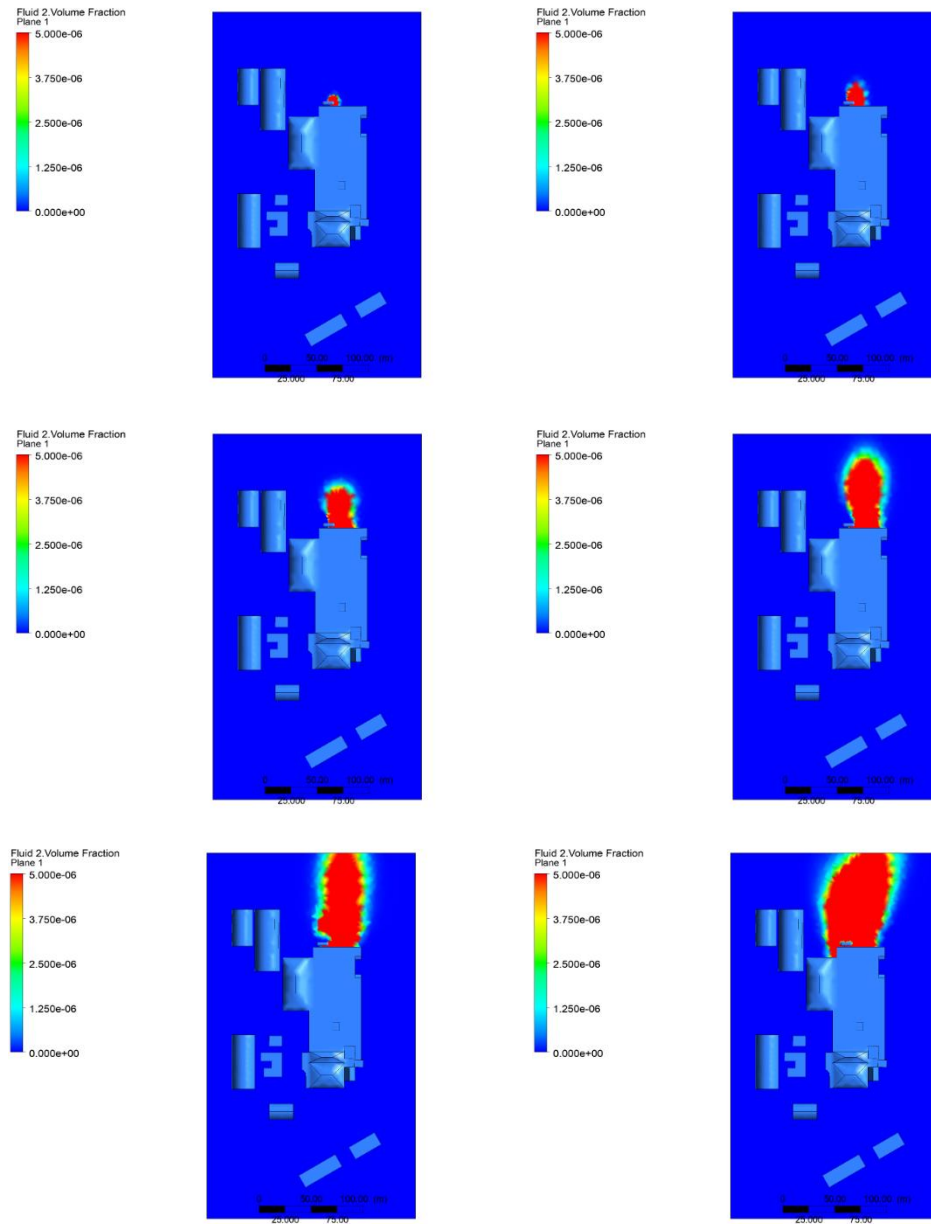 Fluid 2.Volume Fraction
Plane 1
5.000e-06
3.750e-06
2.500e-06
1.250e-06
0.000e+00
0 50.00 100.00 (m)
25.000 75.00
Fluid 2.Volume Fraction
Plane 1
5.000e-06
3.750e-06
2.500e-06
1.250e-06
0.000e+00
0 50.00 100.00 (m)
25.000 75.00
Fluid 2.Volume Fraction
Plane 1
5.000e-06
3.750e-06
2.500e-06
1.250e-06
0.000e+00
0 50.00 100.00 (m)
25.000 75.00
Fluid 2.Volume Fraction
Plane 1
5.000e-06
3.750e-06
2.500e-06
1.250e-06
0.000e+00
0 50.00 100.00 (m)
25.000 75.00
Fluid 2.Volume Fraction
Plane 1
5.000e-06
3.750e-06
2.500e-06
1.250e-06
0.000e+00
0 50.00 100.00 (m)
25.000 75.00
Fluid 2.Volume Fraction
Plane 1
5.000e-06
3.750e-06
2.500e-06
1.250e-06
0.000e+00
0 50.00 100.00 (m)
25.000 75.00